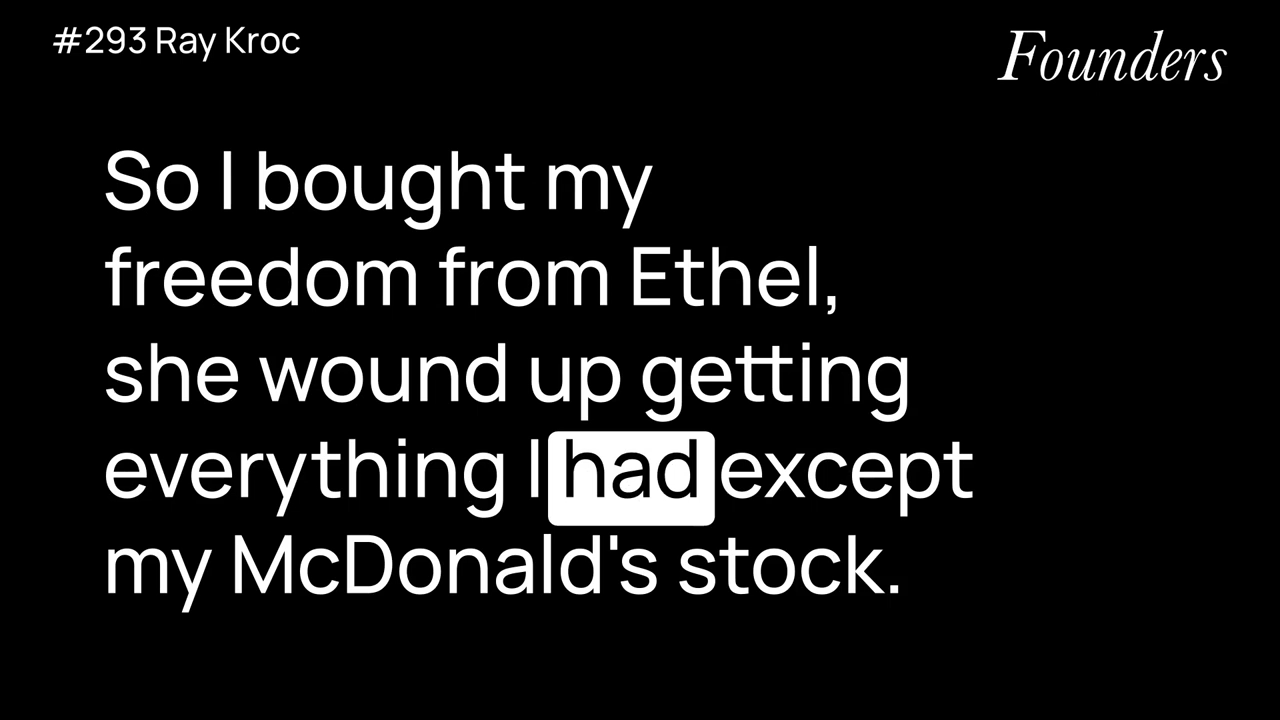 #293 Ray Kroc
Founders
So I bought my
freedom from Ethel,
she wound up getting
everything I had except
my McDonald's stock.